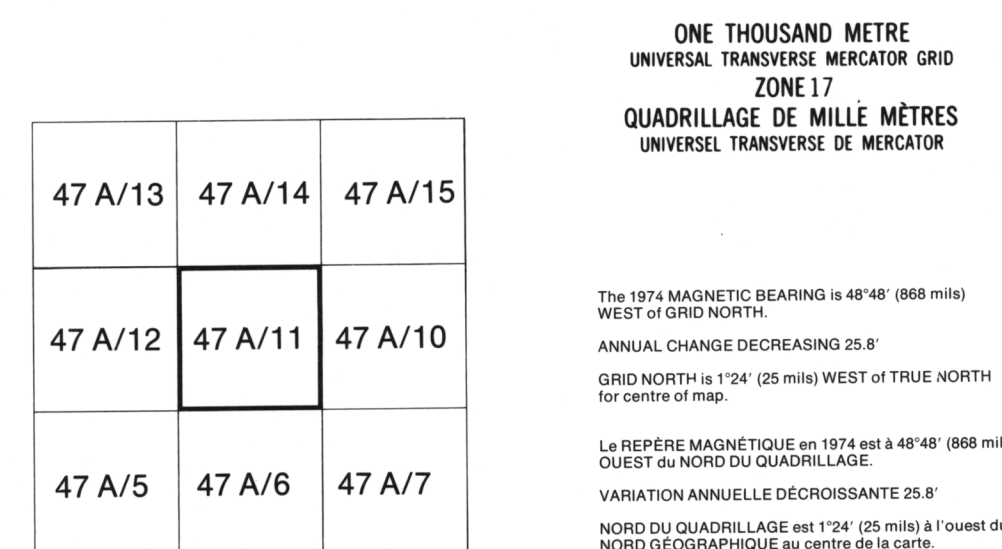 ONE THOUSAND METRE
UNIVERSAL TRANSVERSE MERCATOR GRID
ZONE 17
QUADRILLAGE DE MILLE MÈTRES
UNIVERSEL TRANSVERSE DE MERCATOR
47 A/13 47 A/14 47 A/15
47 A/12 47 A/11 47 A/10
47 A/5 47 A/6 47 A/7
The 1974 MAGNETIC BEARING is 48°48′ (868 mils)
WEST of GRID NORTH.
ANNUAL CHANGE DECREASING 25.8′
GRID NORTH is 1°24′ (25 mils) WEST of TRUE NORTH
for centre of map.
Le REPÈRE MAGNÉTIQUE en 1974 est à 48°48′ (868 mil
OUEST du NORD DU QUADRILLAGE.
VARIATION ANNUELLE DÉCROISSANTE 25.8′
NORD DU QUADRILLAGE est 1°24′ (25 mils) à l'ouest du
NORD GÉOGRAPHIQUE au centre de la carte.